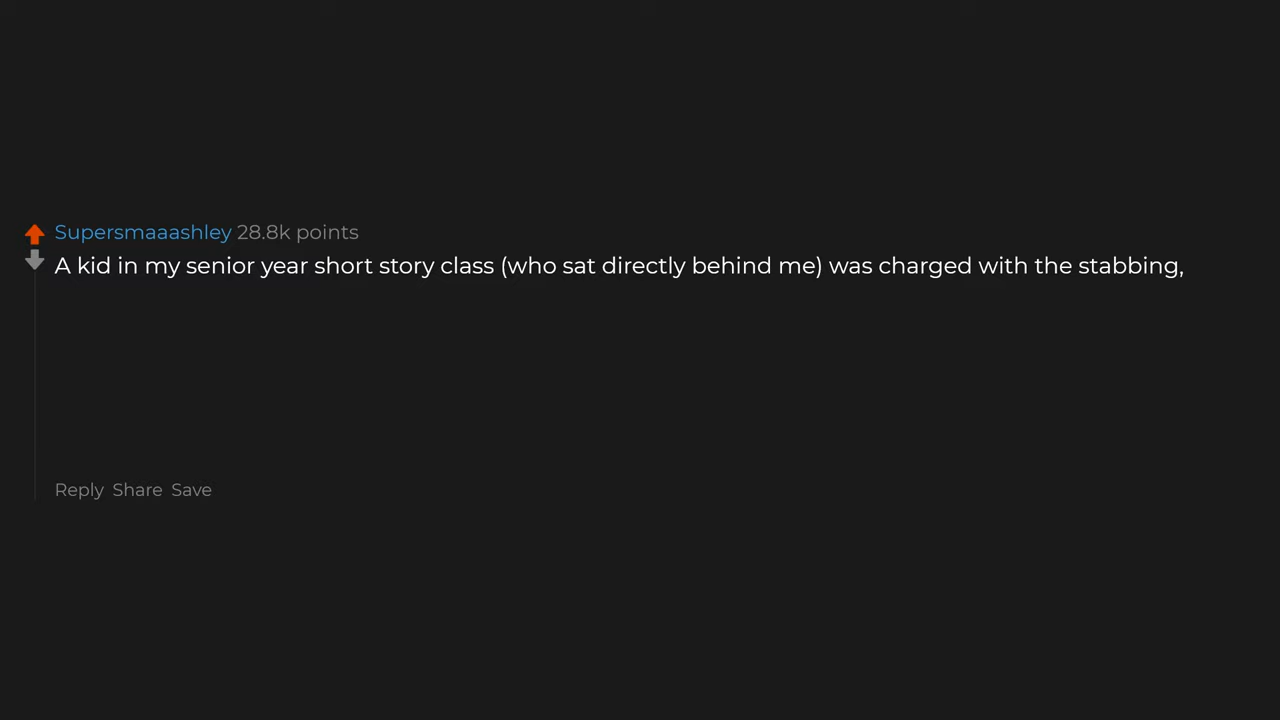 Supersmaaashley 28.8k points
A kid in my senior year short story class (who sat directly behind me) was charged with the stabbing,
Reply Share Save